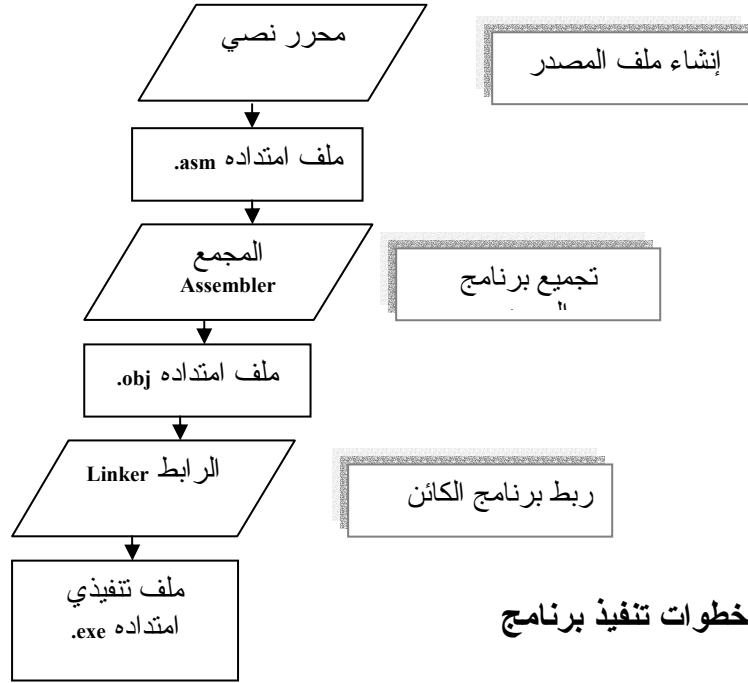 محرر نصي
إنشاء ملف المصدر
ملف امتداده .asm
المجمع
Assembler
تجميع برنامج
ملف امتداده .obj
الرابط Linker
ربط برنامج الكائن
ملف تنفيذي
امتداده .exe
خطوات تنفيذ برنامج